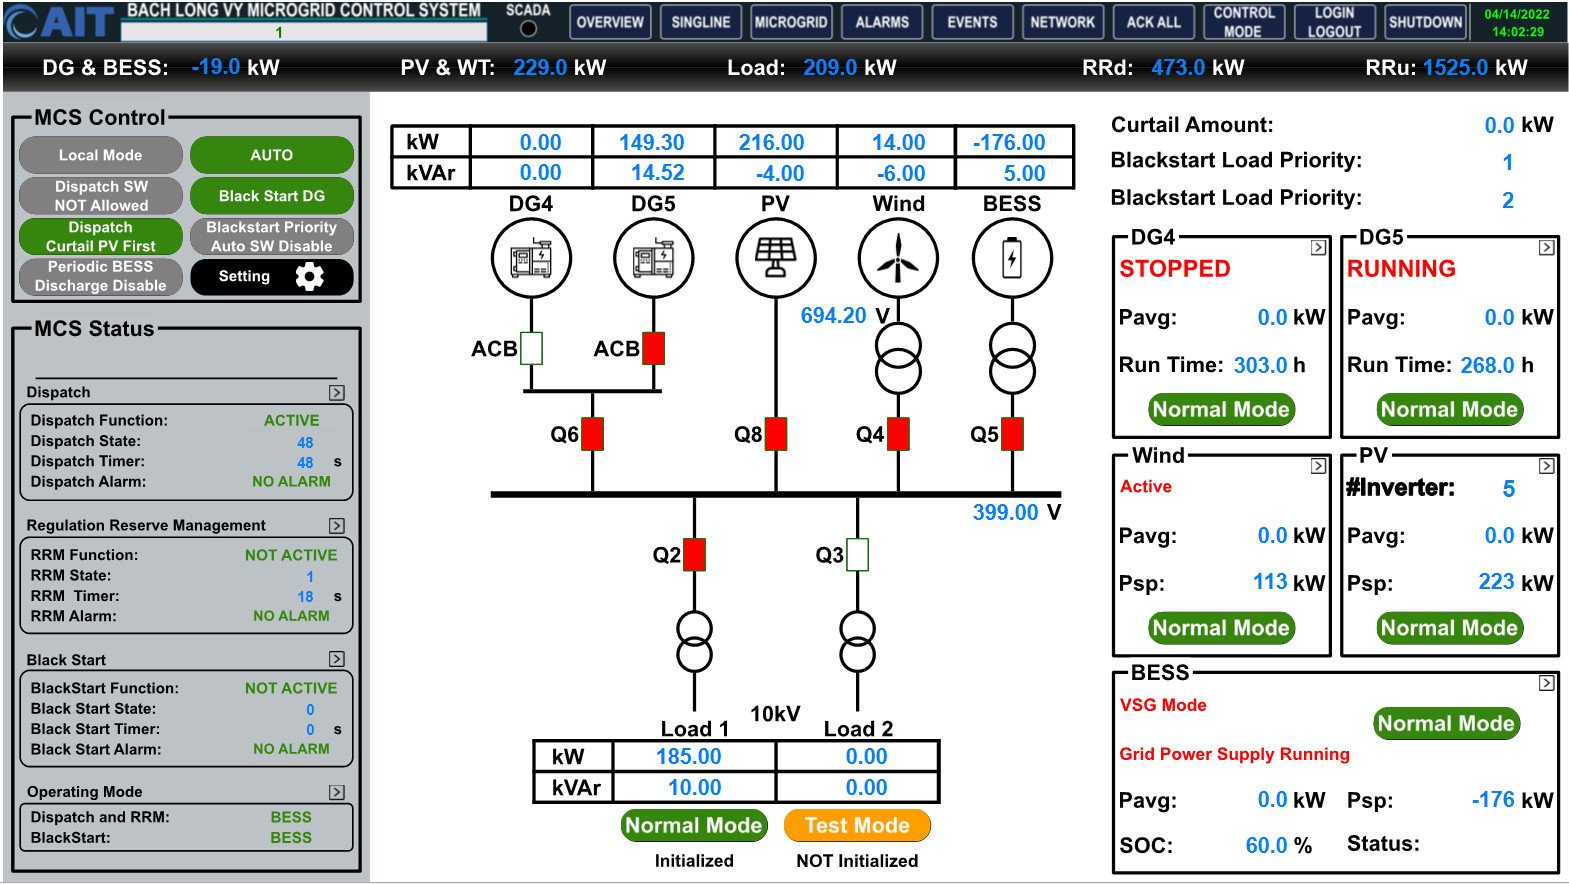 AIT
BACH LONG VY MICROGRID CONTROL SYSTEM
1
SCADA
OVERVIEW
SINGLINE
MICROGRID
ALARMS
EVENTS
NETWORK
ACK ALL
CONTROL
MODE
LOGIN
LOGOUT
SHUTDOWN
04/14/2022
14:02:29
DG & BESS: -19.0 kW
PV & WT: 229.0 kW
Load: 209.0 kW
RRd: 473.0 kW
RRu: 1525.0 kW
MCS Control
Local Mode
AUTO
Dispatch SW
NOT Allowed
Black Start DG
Dispatch
Curtail PV First
Blackstart Priority
Auto SW Disable
Periodic BESS
Discharge Disable
Setting
MCS Status
Dispatch >
Dispatch Function: ACTIVE
Dispatch State: 48
Dispatch Timer: 48 s
Dispatch Alarm: NO ALARM
Regulation Reserve Management >
RRM Function: NOT ACTIVE
RRM State: 1
RRM Timer: 18 s
RRM Alarm: NO ALARM
Black Start >
BlackStart Function: NOT ACTIVE
Black Start State: 0
Black Start Timer: 0 s
Black Start Alarm: NO ALARM
Operating Mode >
Dispatch and RRM: BESS
BlackStart: BESS
kW 0.00 149.30 216.00 14.00 -176.00
kVAr 0.00 14.52 -4.00 -6.00 5.00
DG4 DG5 PV Wind BESS
694.20 V
ACB ACB
Q6 Q8 Q4 Q5
399.00 V
Q2 Q3
10kV
Load 1 Load 2
kW 185.00 0.00
kVAr 10.00 0.00
Normal Mode Test Mode
Initialized NOT Initialized
Curtail Amount: 0.0 kW
Blackstart Load Priority: 1
Blackstart Load Priority: 2
DG4 >
STOPPED
Pavg: 0.0 kW
Run Time: 303.0 h
Normal Mode
DG5 >
RUNNING
Pavg: 0.0 kW
Run Time: 268.0 h
Normal Mode
Wind >
Active
Pavg: 0.0 kW
Psp: 113 kW
Normal Mode
PV >
#Inverter: 5
Pavg: 0.0 kW
Psp: 223 kW
Normal Mode
BESS >
VSG Mode
Normal Mode
Grid Power Supply Running
Pavg: 0.0 kW Psp: -176 kW
SOC: 60.0 % Status: